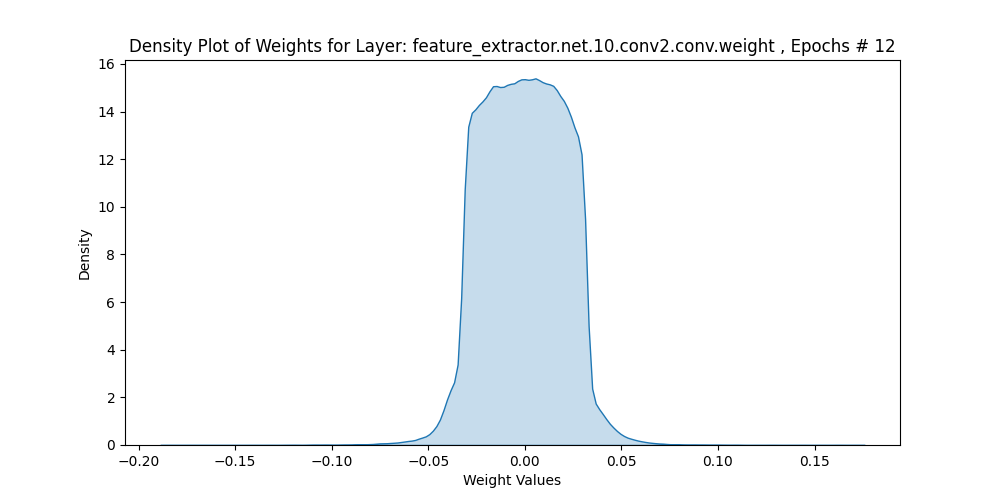 Density Plot of Weights for Layer: feature_extractor.net.10.conv2.conv.weight , Epochs # 12
16
14
12
10
8
6
4
2
0
Density
−0.20 −0.15 −0.10 −0.05 0.00 0.05 0.10 0.15
Weight Values